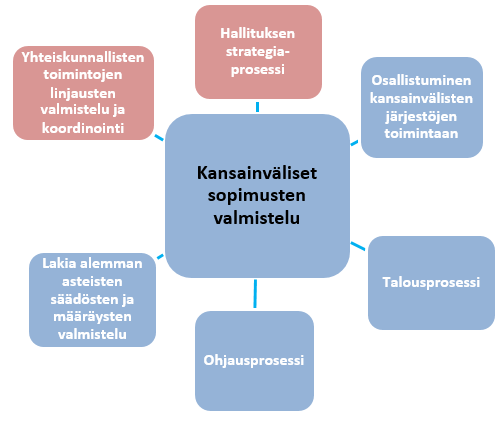 Hallituksen
strategia-
prosessi
Yhteiskunnallisten
toimintojen
linjausten
valmistelu ja
koordinointi
Osallistuminen
kansainvälisten
järjestöjen
toimintaan
Kansainväliset
sopimusten
valmistelu
Lakia alemman
asteisten
säädösten ja
määräysten
valmistelu
Talousprosessi
Ohjausprosessi